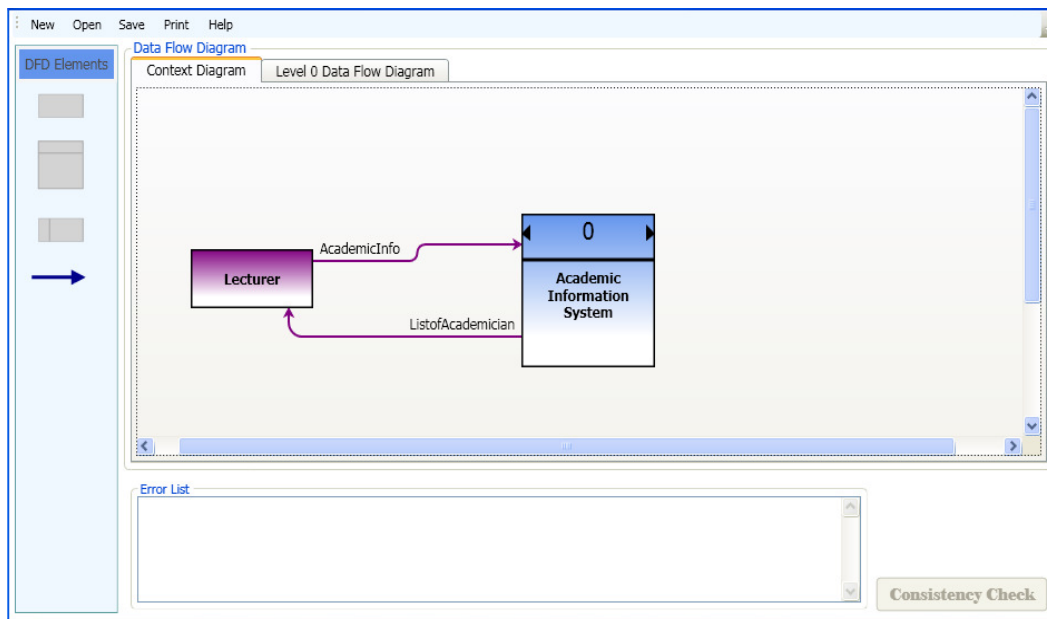 New Open Save Print Help
Data Flow Diagram
DFD Elements
Context Diagram
Level 0 Data Flow Diagram
0
AcademicInfo
Lecturer
Academic
Information
System
ListofAcademician
Error List
Consistency Check